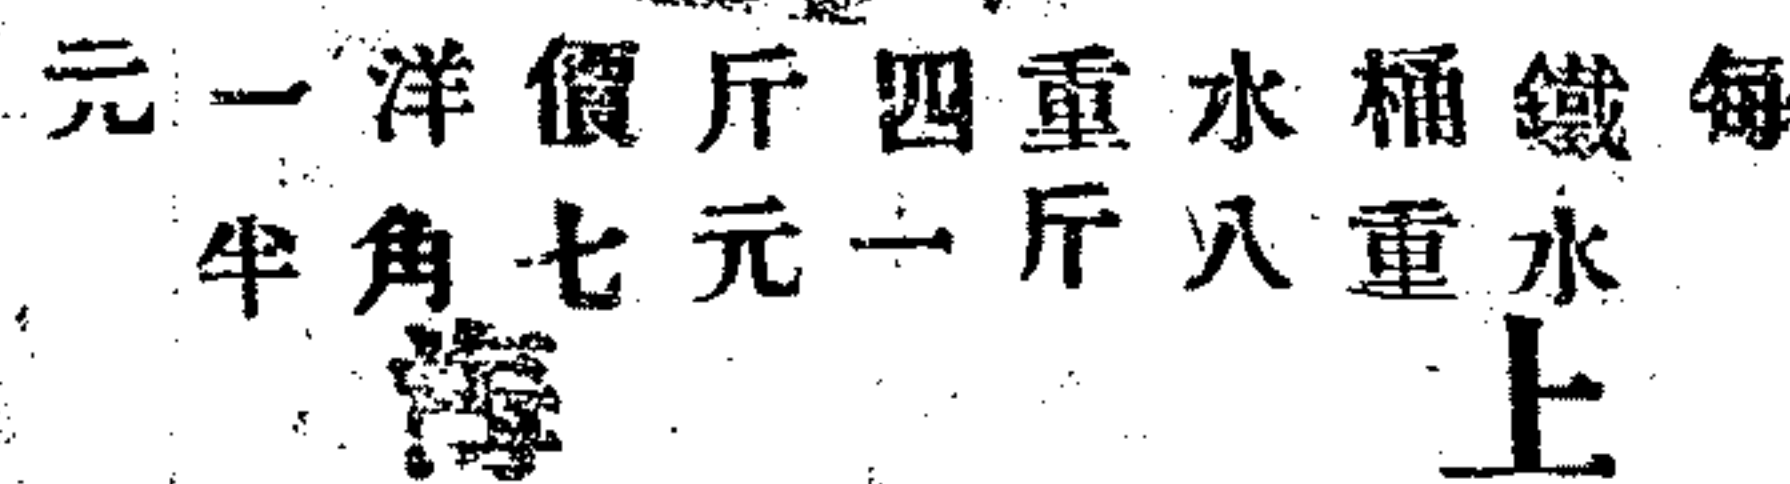 每鐵桶水重四斤價洋一元
水重八斤一元七角半
上海